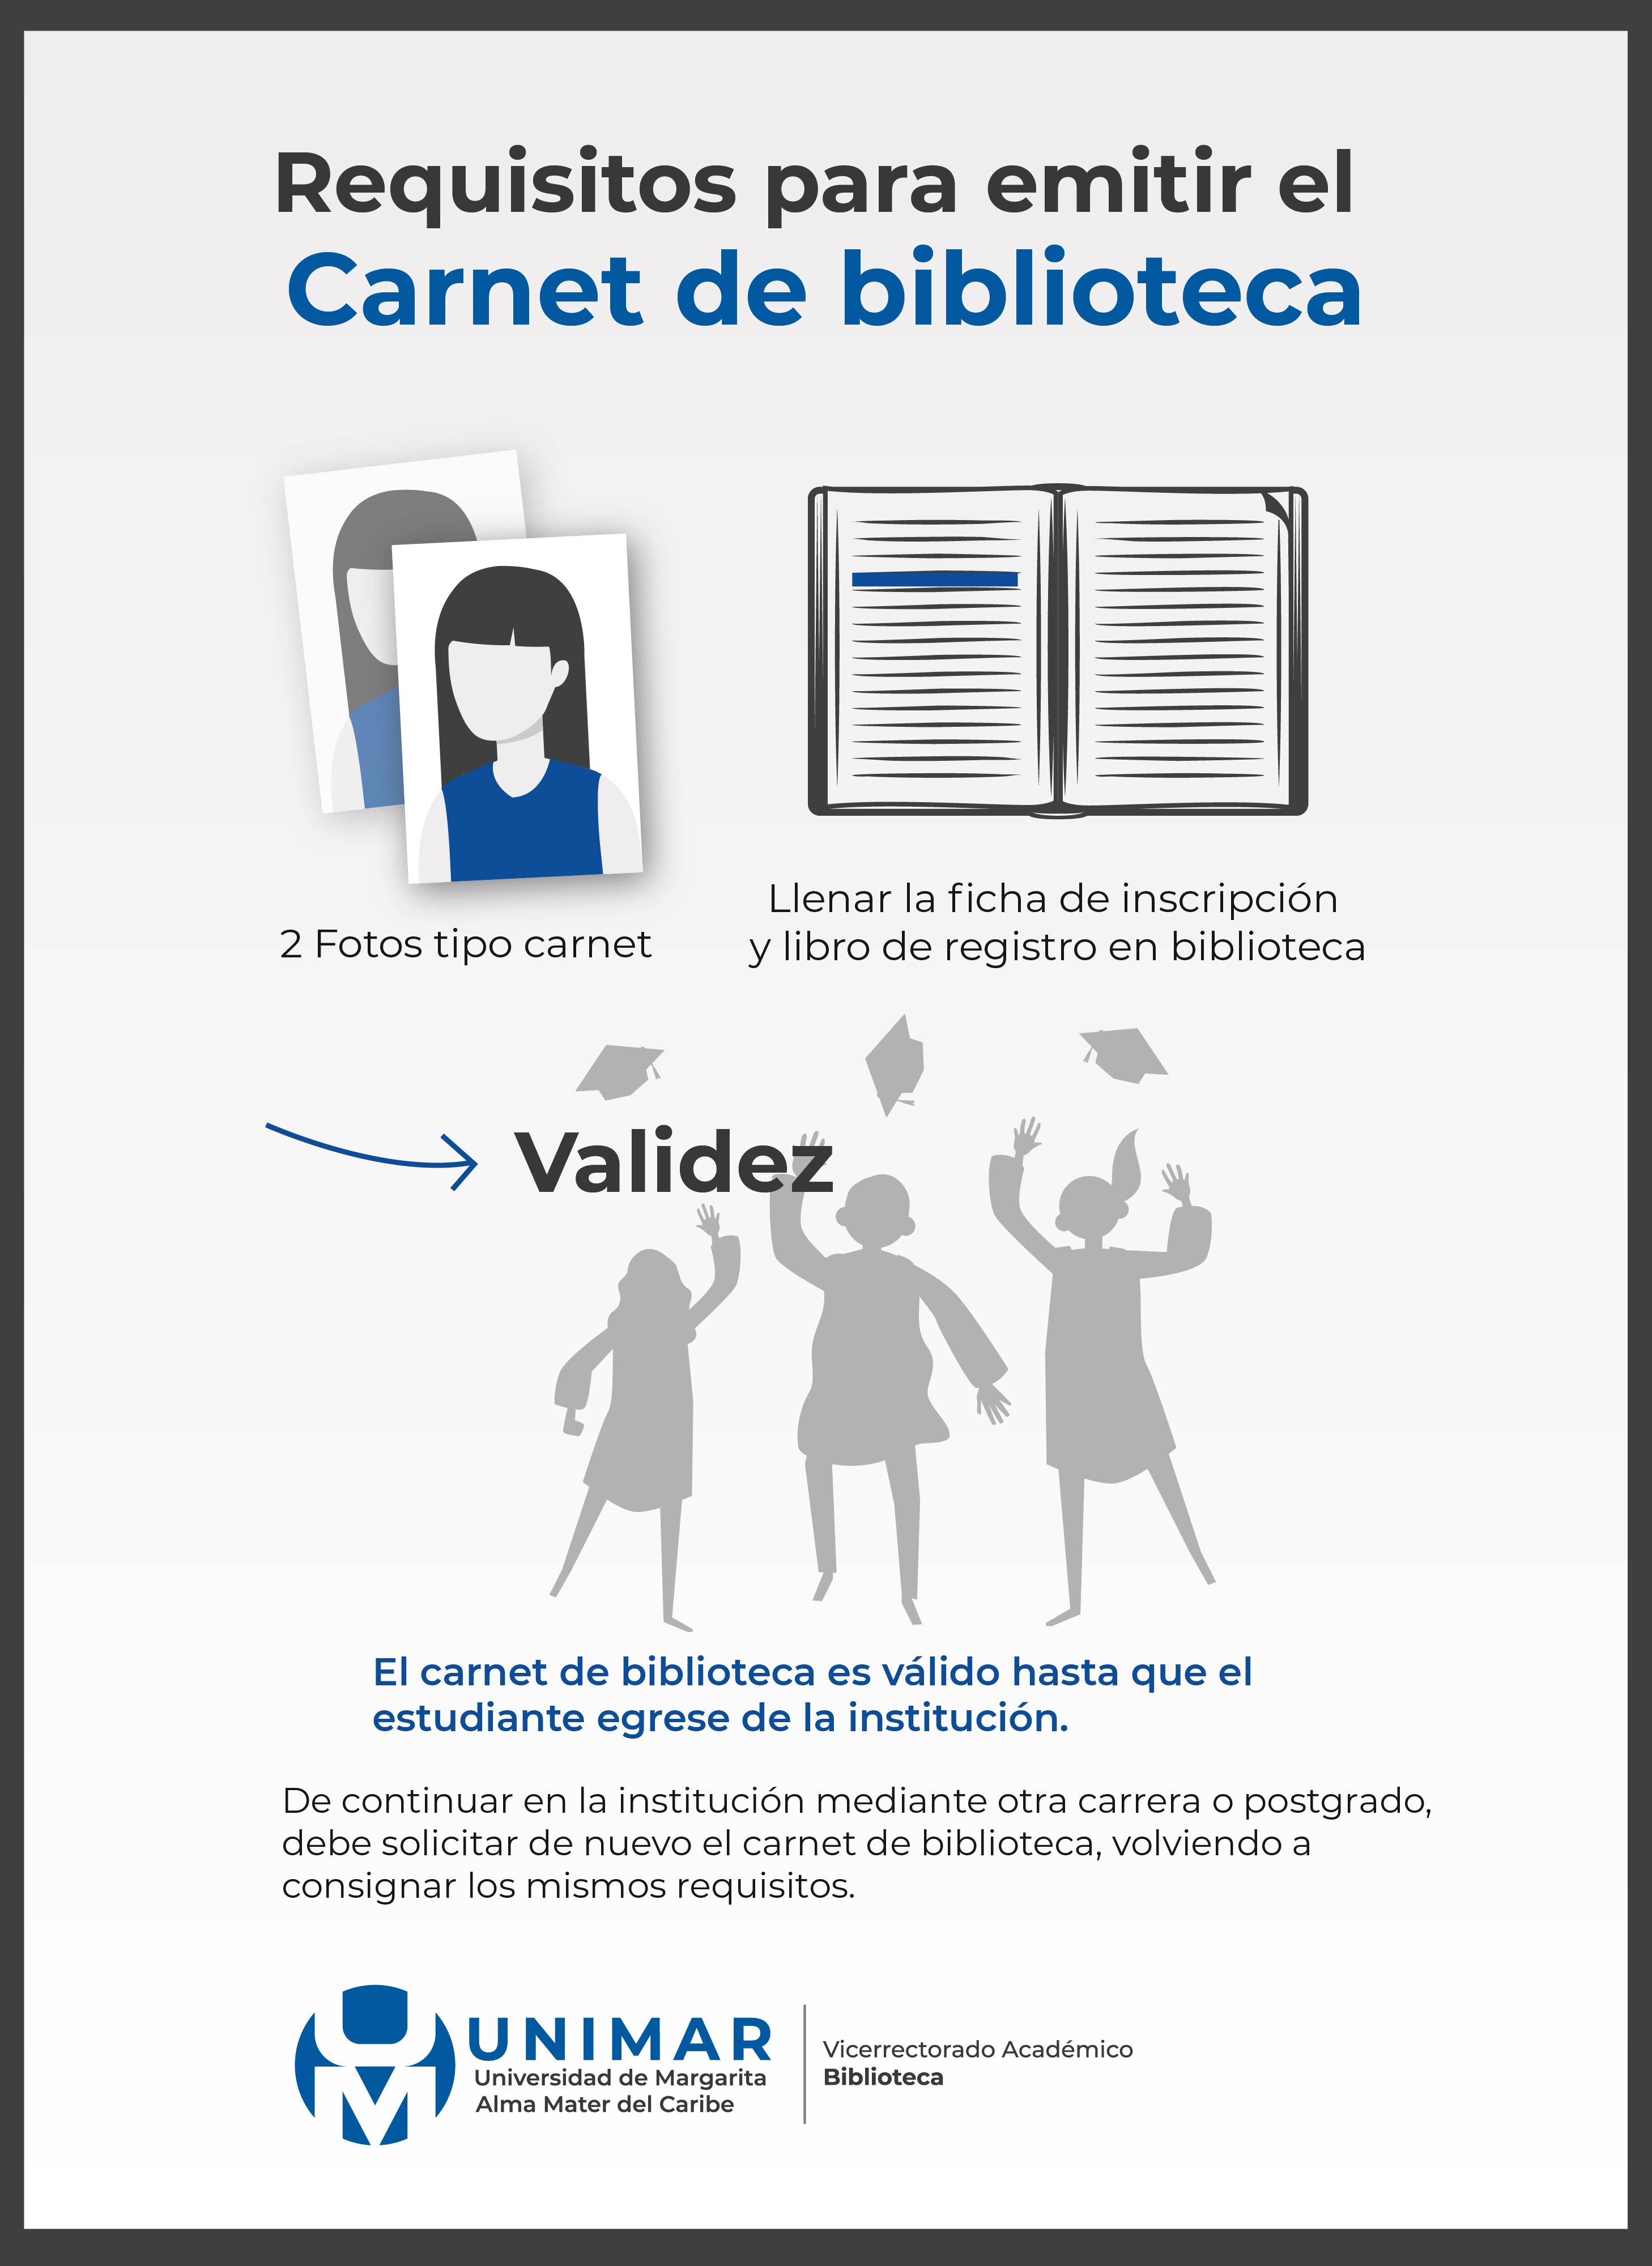 Requisitos para emitir el
Carnet de biblioteca
2 Fotos tipo carnet
Llenar la ficha de inscripción
y libro de registro en biblioteca
Validez
El carnet de biblioteca es válido hasta que el
estudiante egrese de la institución.
De continuar en la institución mediante otra carrera o postgrado,
debe solicitar de nuevo el carnet de biblioteca, volviendo a
consignar los mismos requisitos.
UNIMAR
Universidad de Margarita
Alma Mater del Caribe
Vicerrectorado Académico
Biblioteca